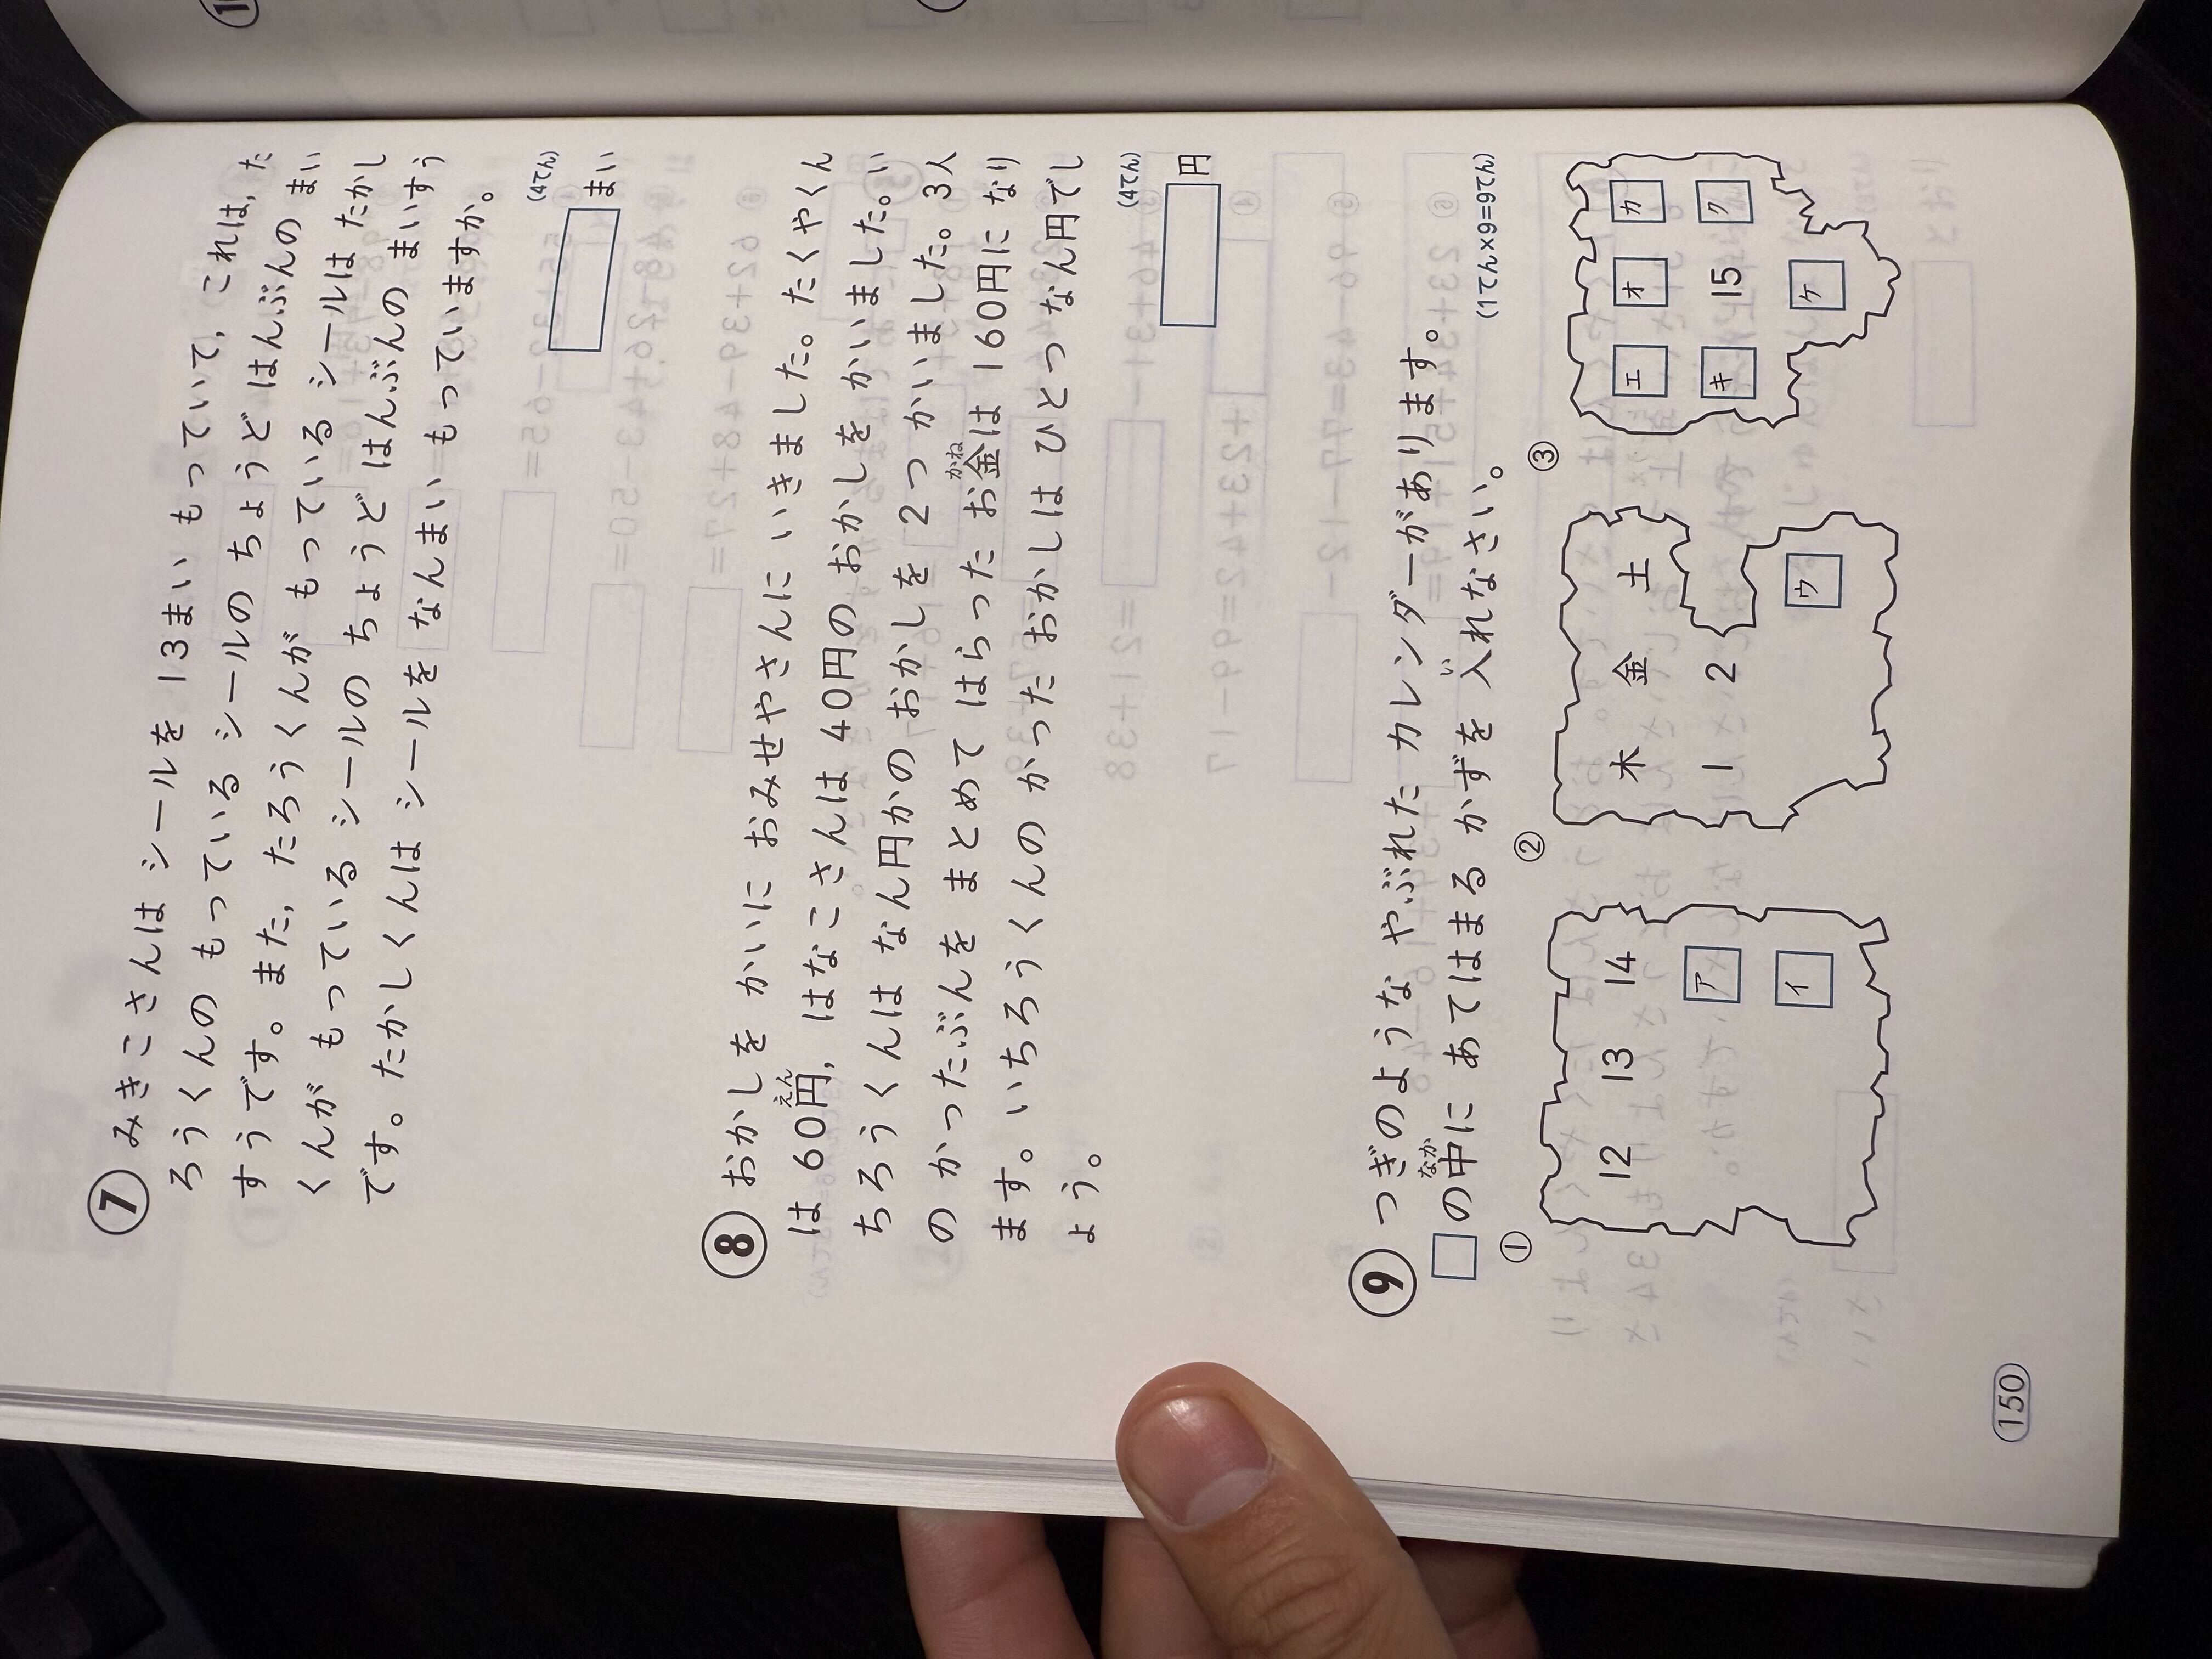 ⑦ みきこさんは シールを 13まい もっていて, これは, た
ろうくんの もっている シールの ちょうど はんぶんの まい
すうです。また, たろうくんが もっている シールは たかし
くんが もっている シールの ちょうど はんぶんの まいすう
です。たかしくんは シールを なんまい もっていますか。
(4てん)
まい
⑧ おかしを かいに おみせやさんに いきました。たくやくん
は 60円, はなこさんは 40円の おかしを かいました。い
えん
ちろうくんは なん円かの おかしを 2つ かいました。3人
の かったぶんを まとめて はらった お金は 160円に なり
かね
ます。いちろうくんの かった おかしは ひとつ なん円でし
ょう。
(4てん)
円
⑨ つぎのような やぶれた カレンダーがあります。
□の中に あてはまる かずを 入れなさい。
なか
い
(1てん×9=9てん)
①
12 13 14
ア
イ
②
木 金 土
1 2
ウ
③
エ オ カ
キ 15 ク
ケ
150